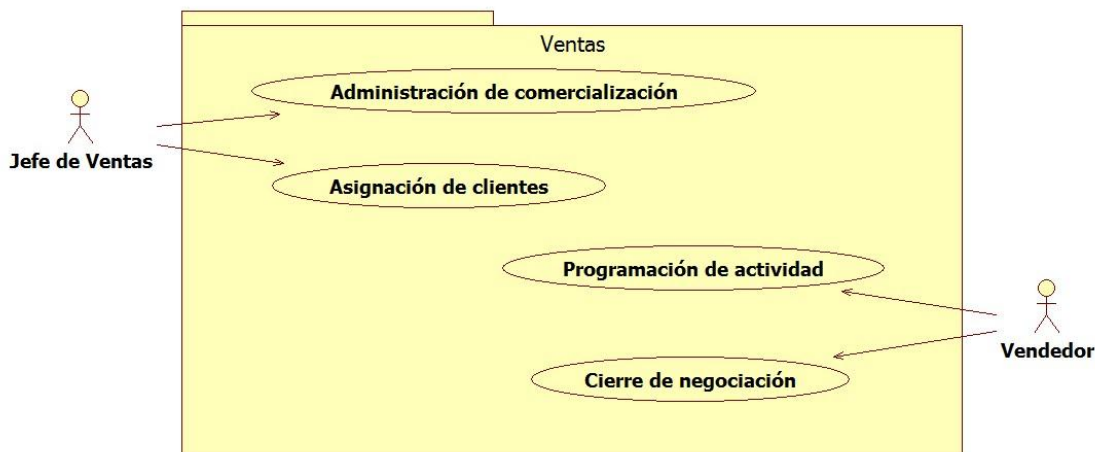 Ventas
Administración de comercialización
Jefe de Ventas
Asignación de clientes
Programación de actividad
Vendedor
Cierre de negociación